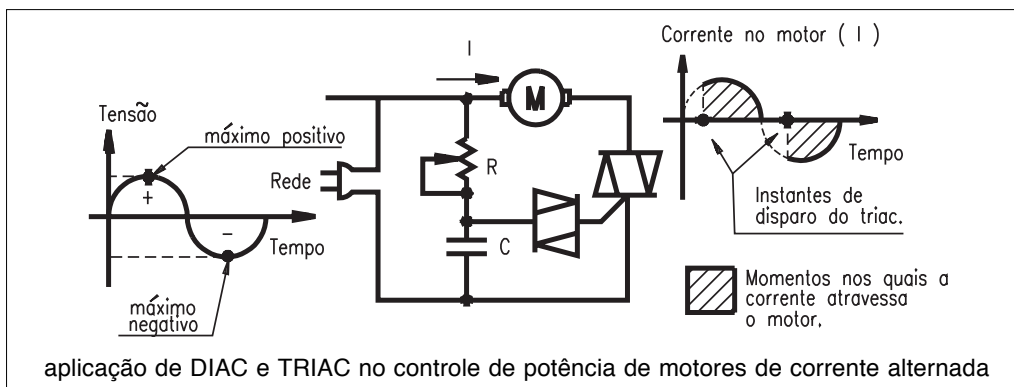 Tensão
máximo positivo
+
-
Tempo
máximo
negativo
Rede
I
M
R
C
Corrente no motor ( I )
Tempo
Instantes de
disparo do triac.
Momentos nos quais a
corrente atravessa
o motor.
aplicação de DIAC e TRIAC no controle de potência de motores de corrente alternada